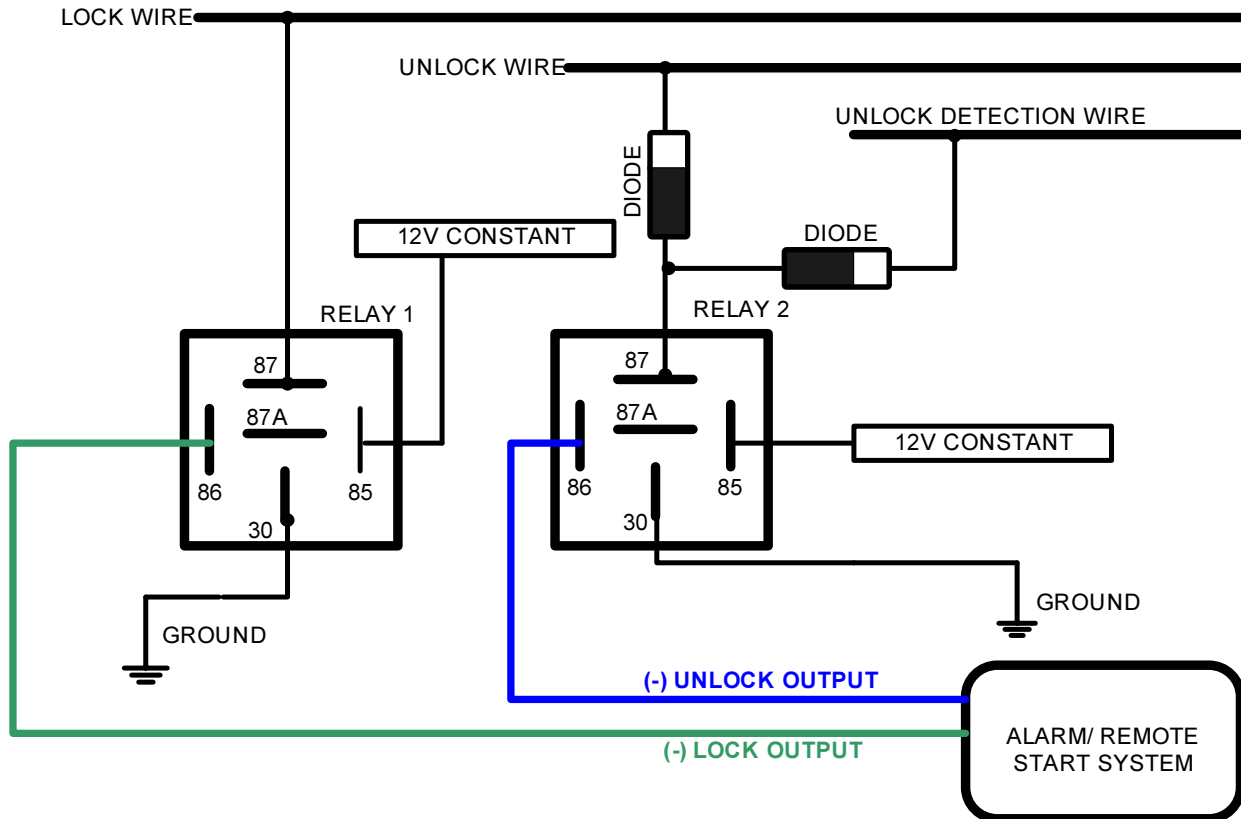 LOCK WIRE
UNLOCK WIRE
UNLOCK DETECTION WIRE
DIODE
DIODE
12V CONSTANT
RELAY 1
87
87A
86
85
30
GROUND
RELAY 2
87
87A
86
85
30
12V CONSTANT
GROUND
(-) UNLOCK OUTPUT
(-) LOCK OUTPUT
ALARM/ REMOTE
START SYSTEM